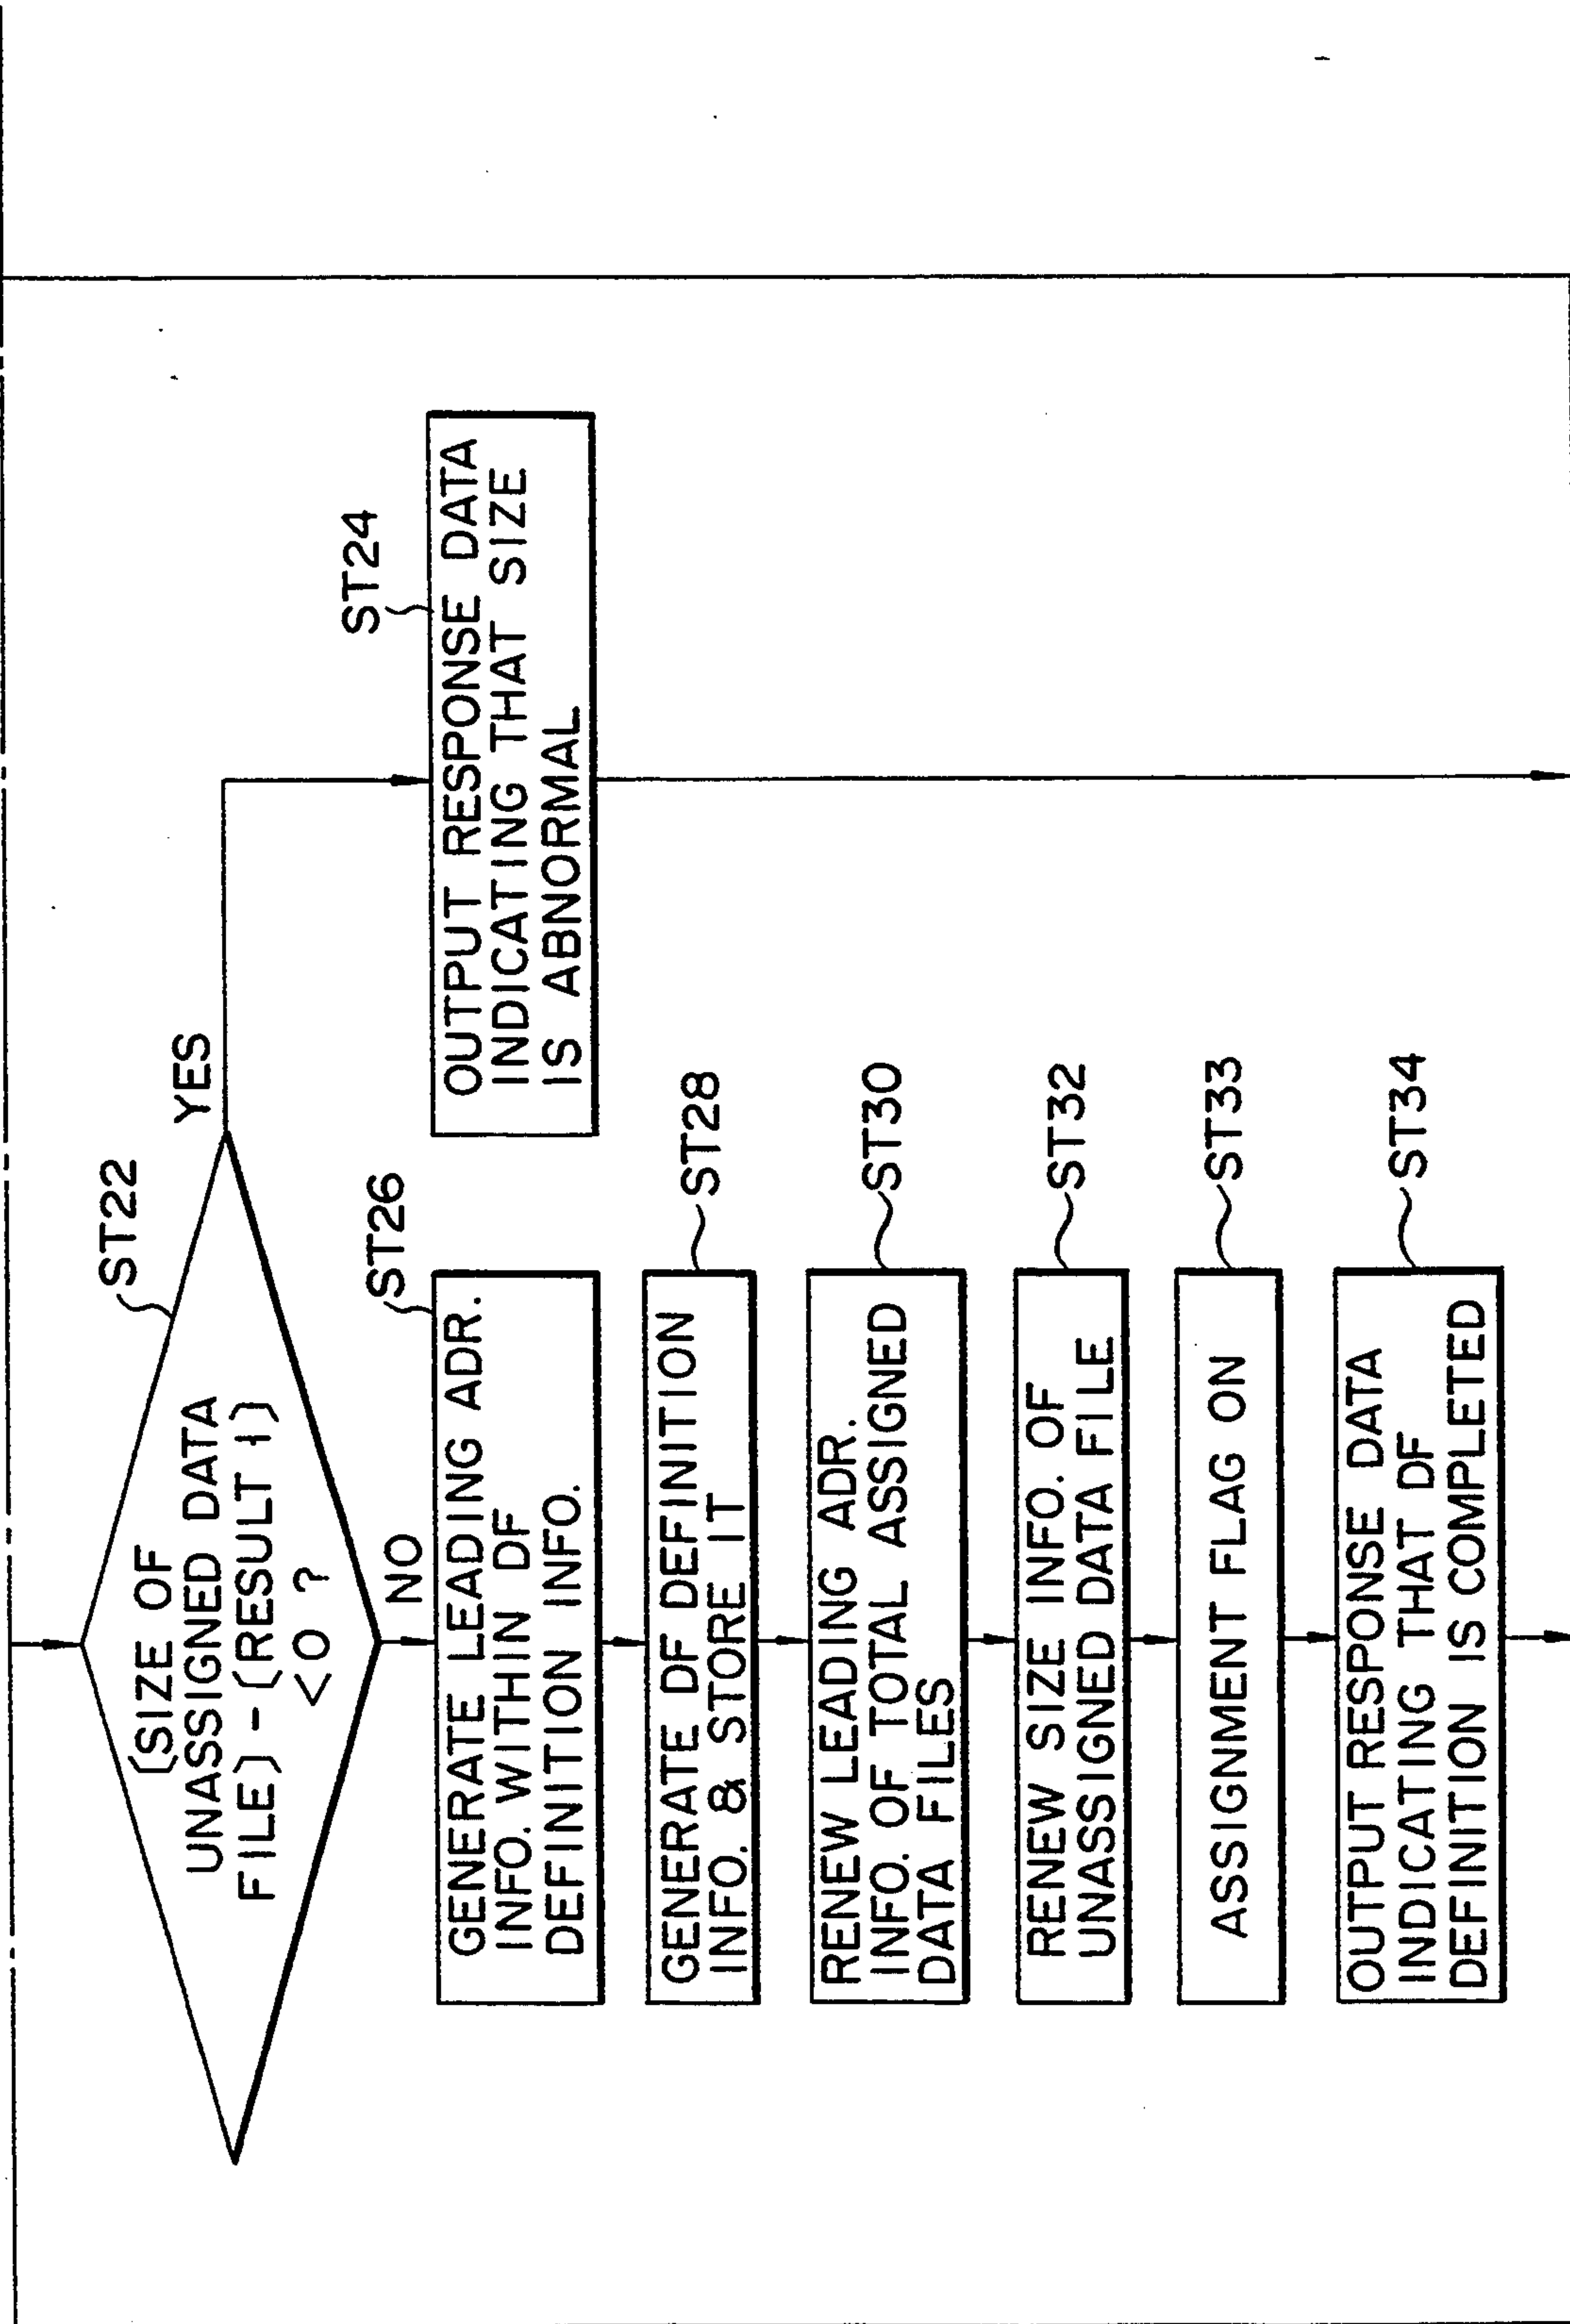 ST22
(SIZE OF
UNASSIGNED DATA
FILE) - (RESULT 1)
<0 ?
YES
NO
ST24
OUTPUT RESPONSE DATA
INDICATING THAT SIZE
IS ABNORMAL
ST26
GENERATE LEADING ADR.
INFO. WITHIN DF
DEFINITION INFO.
ST28
GENERATE DF DEFINITION
INFO. & STORE IT
ST30
RENEW LEADING ADR.
INFO. OF TOTAL ASSIGNED
DATA FILES
ST32
RENEW SIZE INFO. OF
UNASSIGNED DATA FILE
ST33
ASSIGNMENT FLAG ON
ST34
OUTPUT RESPONSE DATA
INDICATING THAT DF
DEFINITION IS COMPLETED